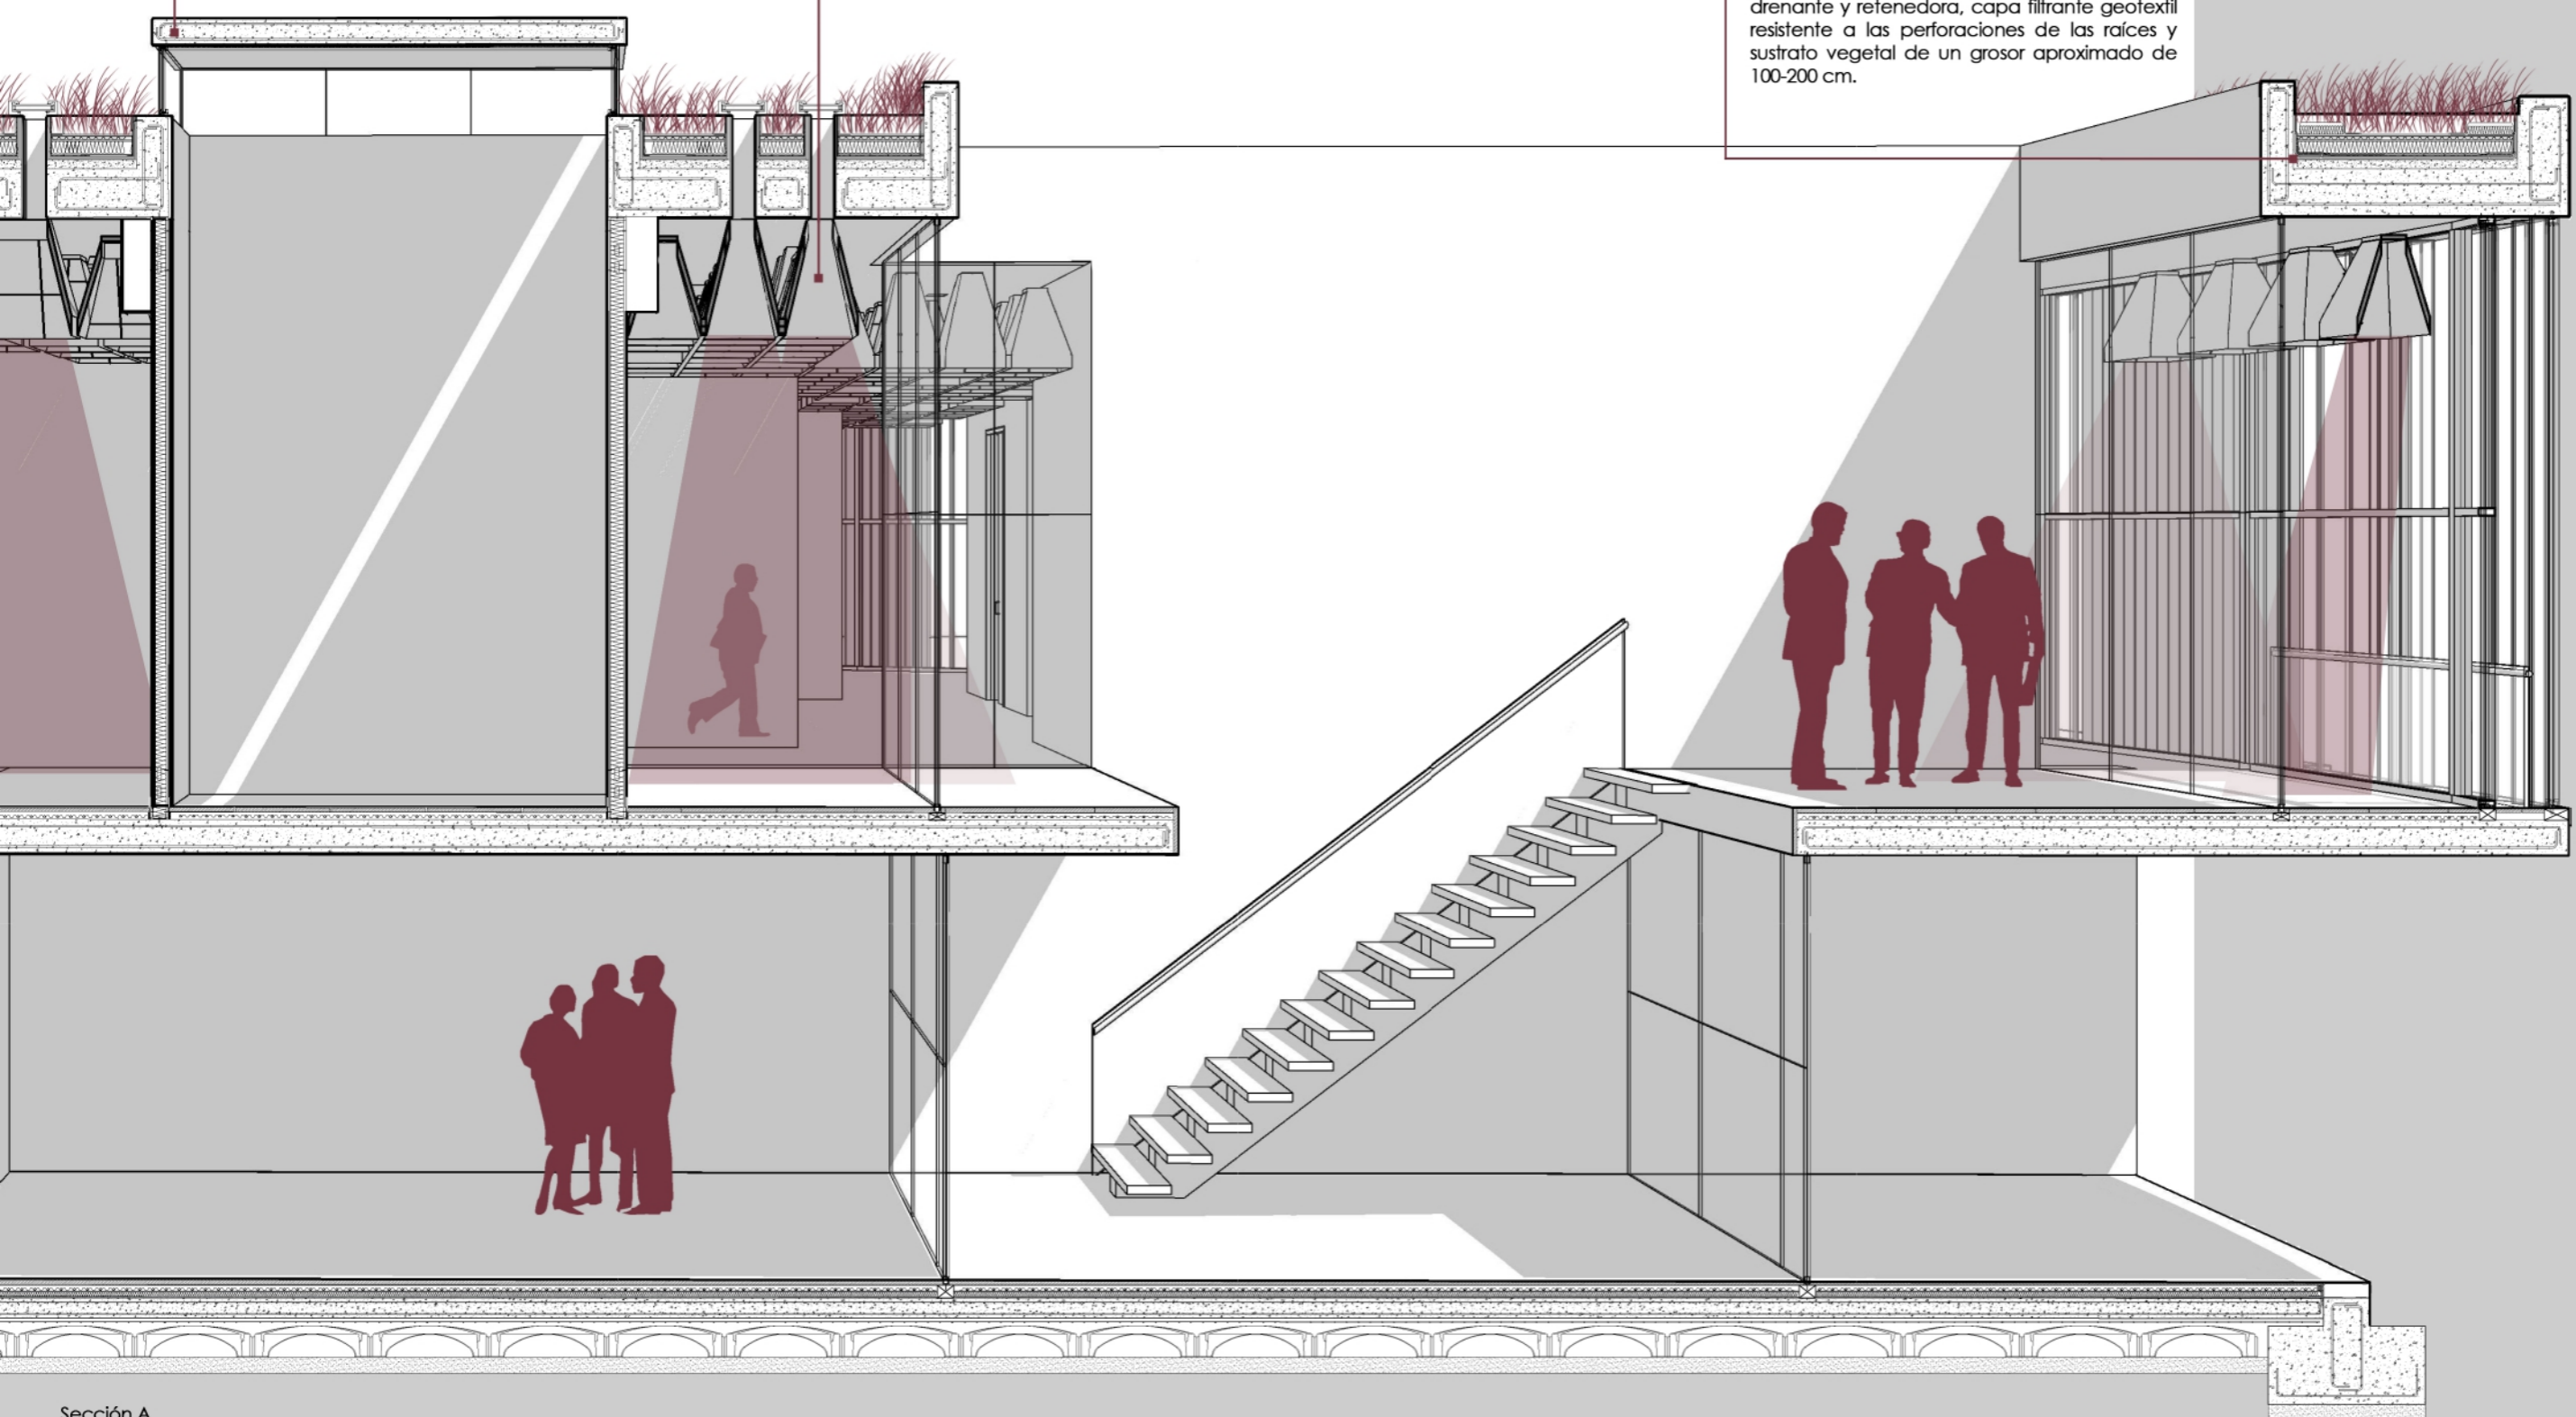 drenante y retenedora, capa filtrante geotextil
resistente a las perforaciones de las raíces y
sustrato vegetal de un grosor aproximado de
100-200 cm.
Sección A